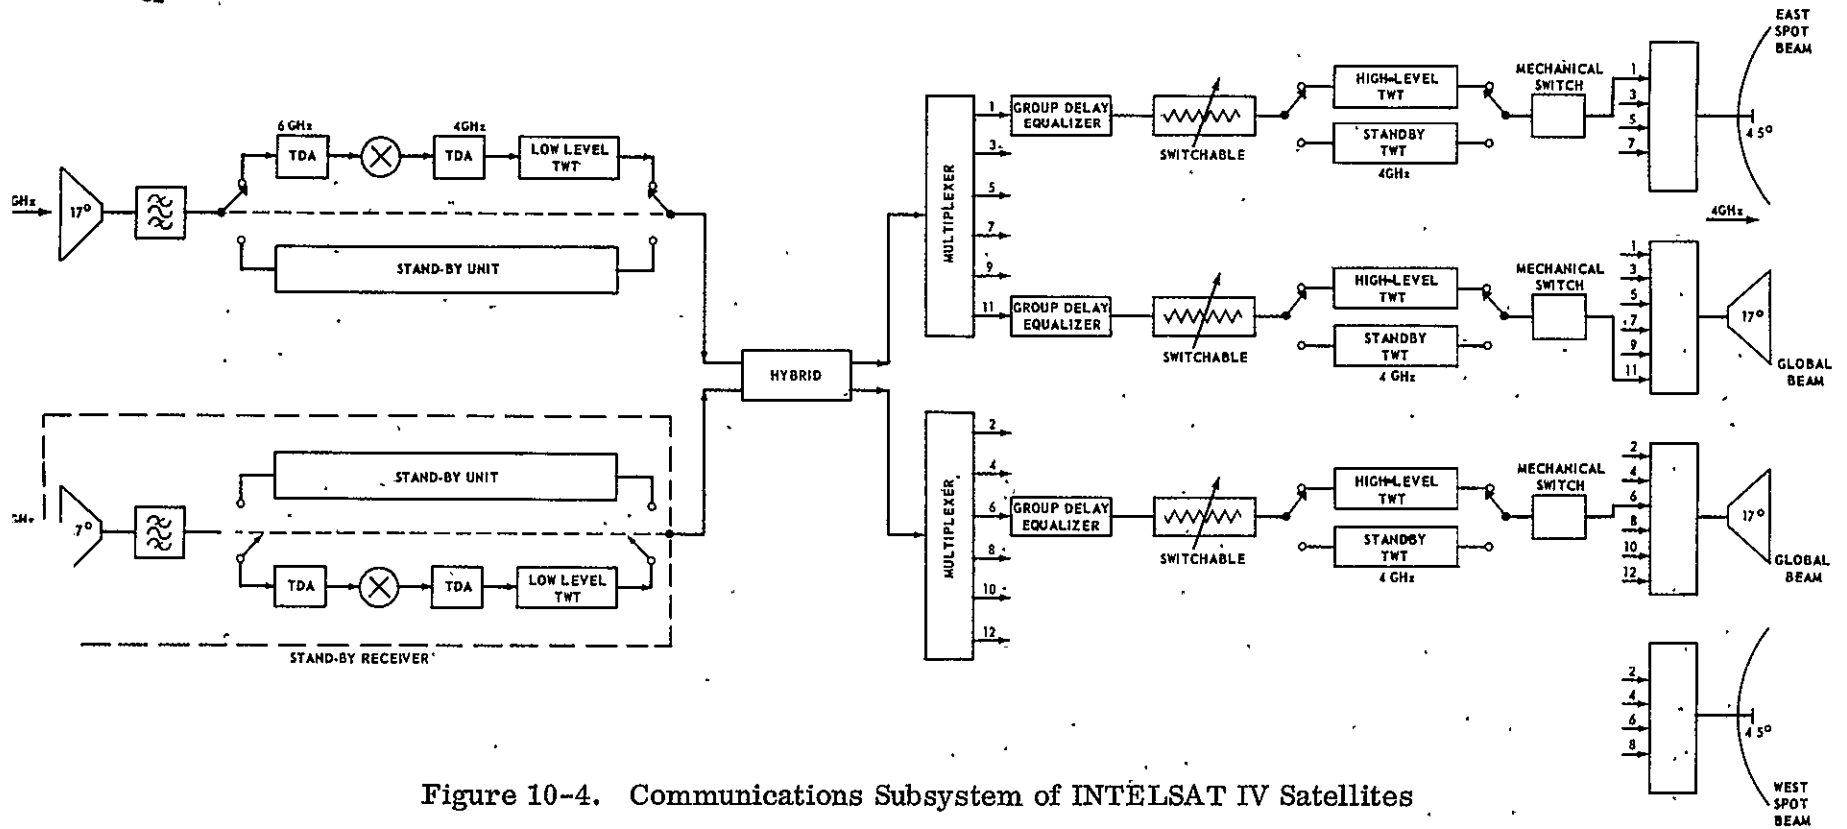 EAST
SPOT
BEAM
4 5°
4GHz
GHz
17°
6 GHz
TDA
4GHz
TDA
LOW LEVEL
TWT
STAND-BY UNIT
HYBRID
STAND-BY UNIT
TDA
TDA
LOW LEVEL
TWT
STAND-BY RECEIVER
7°
MULTIPLEXER
1
3
5
7
9
11
GROUP DELAY
EQUALIZER
SWITCHABLE
HIGH-LEVEL
TWT
STANDBY
TWT
4GHz
MECHANICAL
SWITCH
1
3
5
7
GROUP DELAY
EQUALIZER
SWITCHABLE
HIGH-LEVEL
TWT
STANDBY
TWT
4 GHz
MECHANICAL
SWITCH
1
3
5
7
9
11
17°
GLOBAL
BEAM
MULTIPLEXER
2
4
6
8
10
12
GROUP DELAY
EQUALIZER
SWITCHABLE
HIGH-LEVEL
TWT
STANDBY
TWT
4 GHz
MECHANICAL
SWITCH
2
4
6
8
10
12
17°
GLOBAL
BEAM
2
4
6
8
4 5°
WEST
SPOT
BEAM
Figure 10-4. Communications Subsystem of INTELSAT IV Satellites